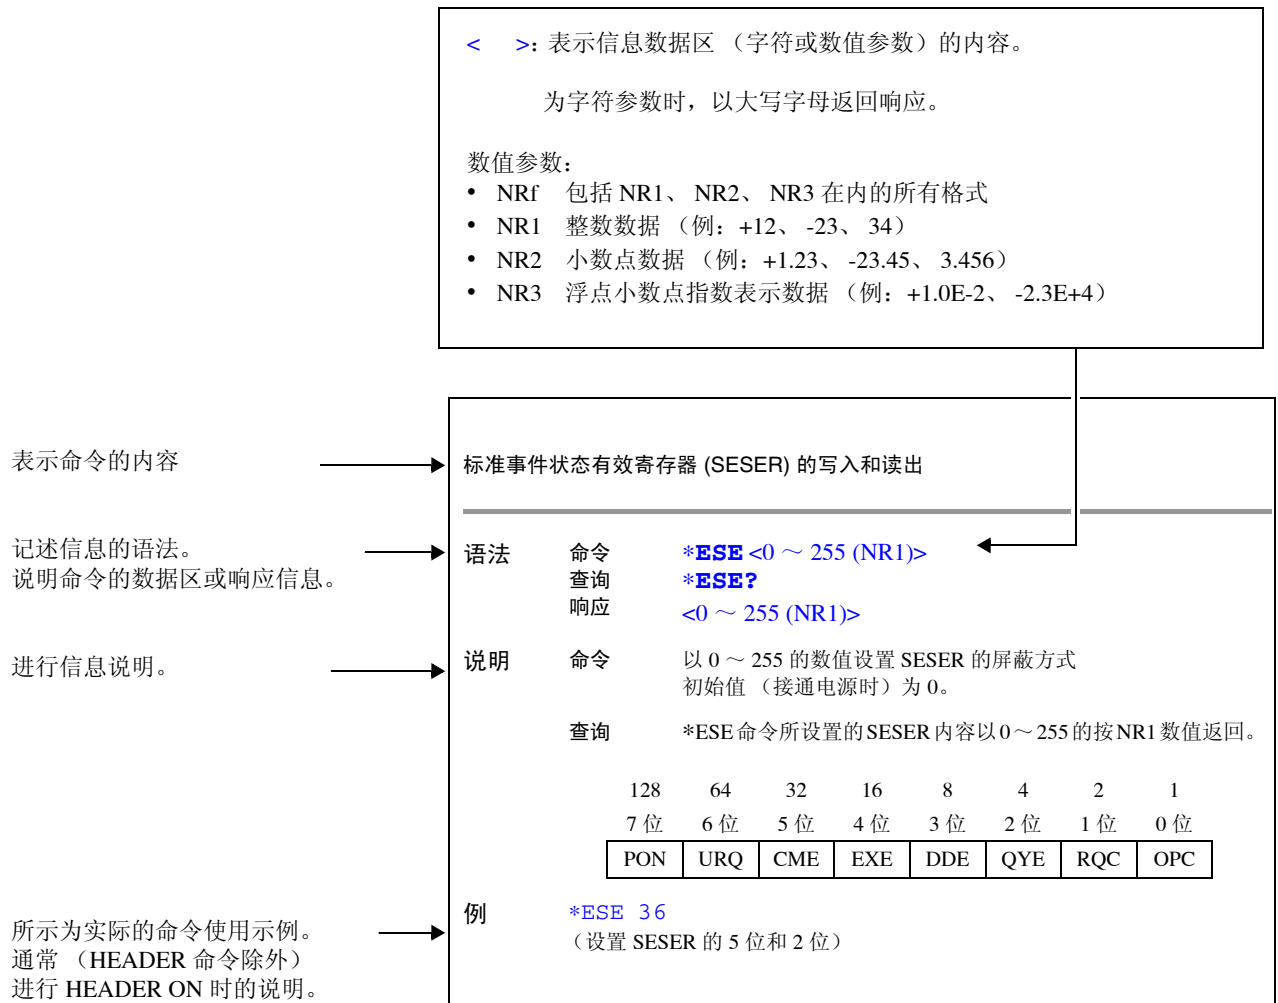 < >: 表示信息数据区 （字符或数值参数）的内容。
为字符参数时，以大写字母返回响应。
数值参数：
• NRf 包括 NR1、 NR2、 NR3 在内的所有格式
• NR1 整数数据 （例：+12、 -23、 34）
• NR2 小数点数据 （例：+1.23、 -23.45、 3.456）
• NR3 浮点小数点指数表示数据 （例：+1.0E-2、 -2.3E+4）
表示命令的内容
标准事件状态有效寄存器 (SESER) 的写入和读出
记述信息的语法。
说明命令的数据区或响应信息。
语法 命令 *ESE <0 ～ 255 (NR1)>
查询 *ESE?
响应 <0 ～ 255 (NR1)>
进行信息说明。
说明 命令 以 0 ～ 255 的数值设置 SESER 的屏蔽方式
初始值 （接通电源时）为 0。
查询 *ESE命令所设置的SESER内容以0～255的按NR1数值返回。
128 64 32 16 8 4 2 1
7 位 6 位 5 位 4 位 3 位 2 位 1 位 0 位
PON URQ CME EXE DDE QYE RQC OPC
例 *ESE 36
（设置 SESER 的 5 位和 2 位）
所示为实际的命令使用示例。
通常 （HEADER 命令除外）
进行 HEADER ON 时的说明。